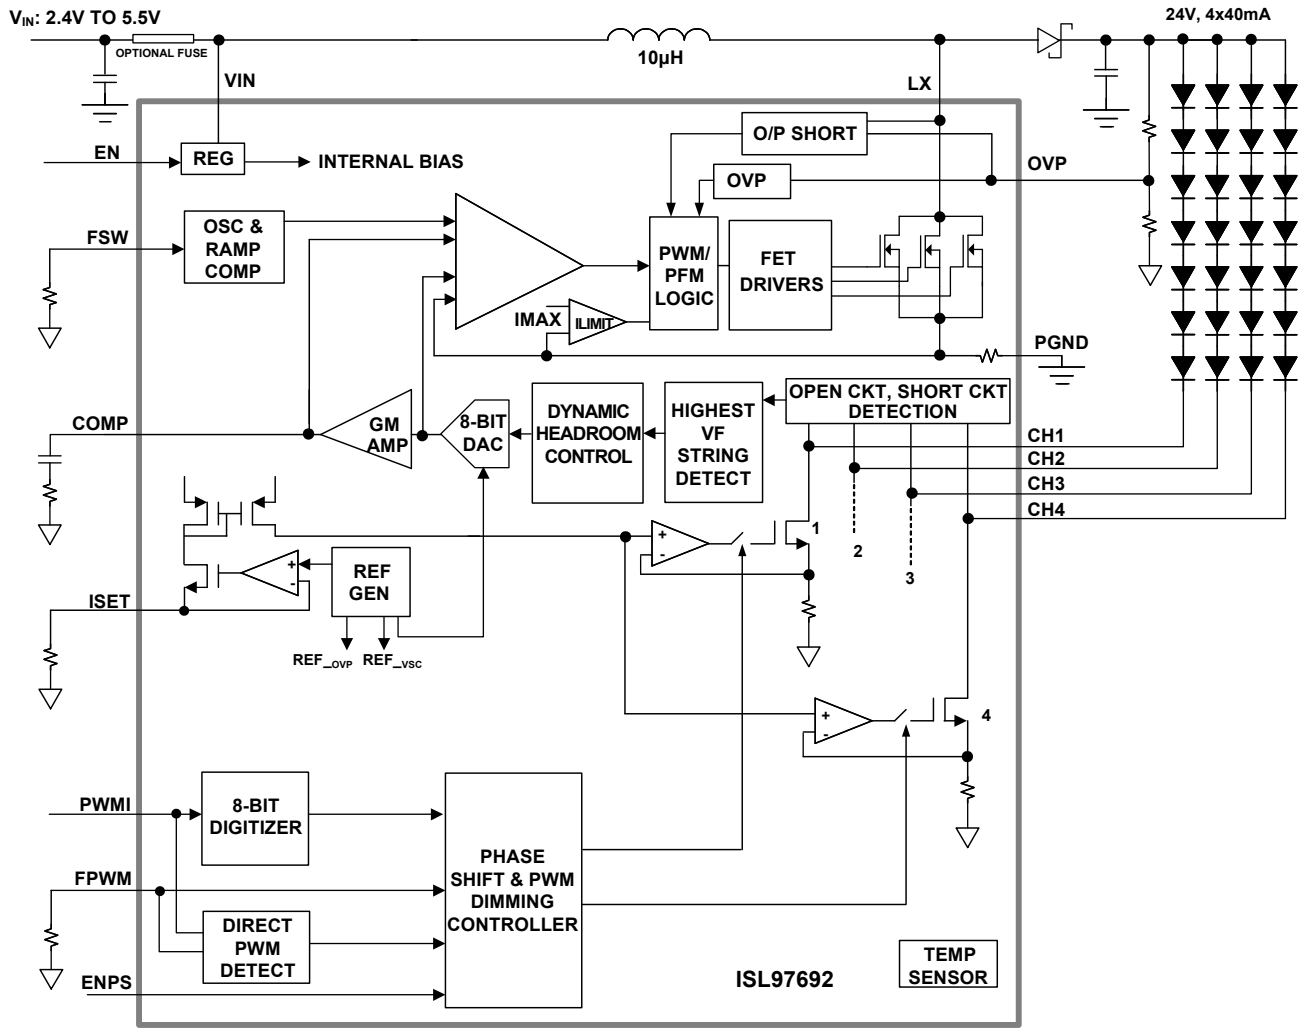 VIN: 2.4V TO 5.5V
24V, 4x40mA
OPTIONAL FUSE
10µH
VIN
LX
O/P SHORT
EN
REG
INTERNAL BIAS
OVP
OVP
FSW
OSC &
RAMP
COMP
PWM/
PFM
LOGIC
FET
DRIVERS
IMAX
ILIMIT
PGND
COMP
GM
AMP
8-BIT
DAC
DYNAMIC
HEADROOM
CONTROL
HIGHEST
VF
STRING
DETECT
OPEN CKT, SHORT CKT
DETECTION
CH1
CH2
CH3
CH4
+
-
1
2
3
+
-
REF
GEN
ISET
REF_OVP
REF_VSC
+
-
4
PWMI
8-BIT
DIGITIZER
FPWM
PHASE
SHIFT & PWM
DIMMING
CONTROLLER
DIRECT
PWM
DETECT
ENPS
ISL97692
TEMP
SENSOR